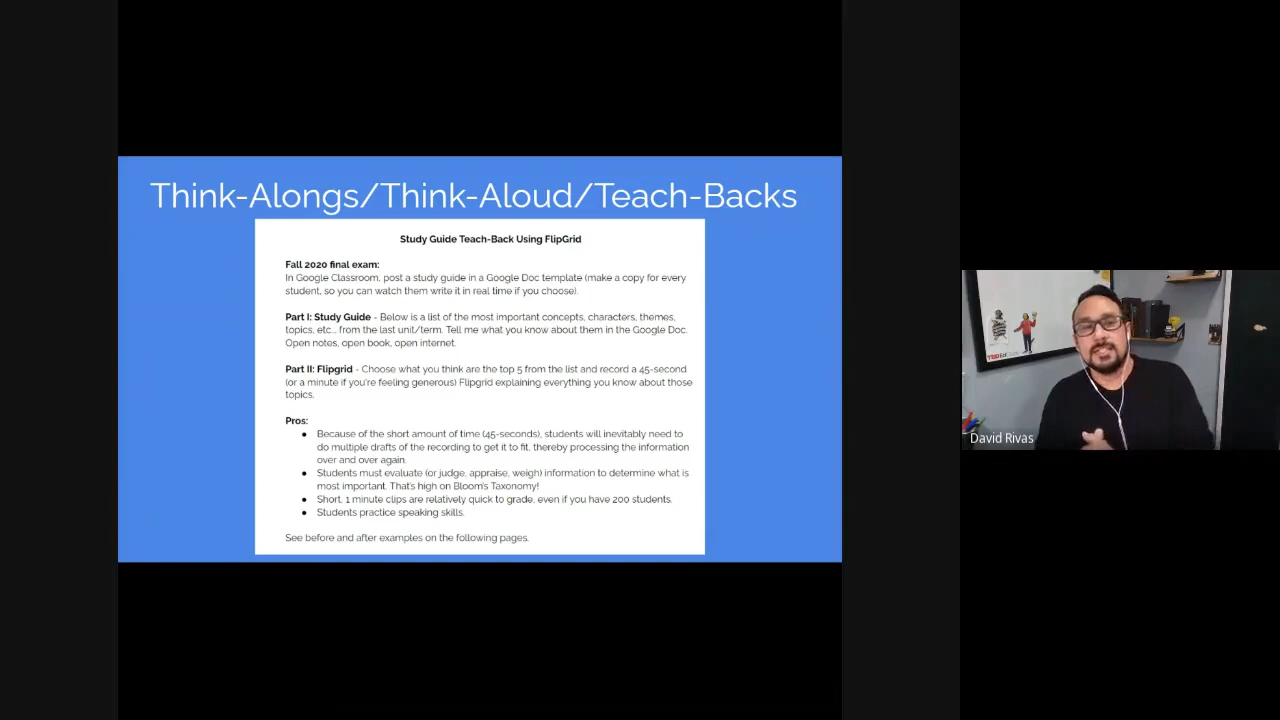 Think-Alongs/Think-Aloud/Teach-Backs
Study Guide Teach-Back Using FlipGrid
Fall 2020 final exam:
In Google Classroom, post a study guide in a Google Doc template (make a copy for every
student, so you can watch them write it in real time if you choose).
Part I: Study Guide - Below is a list of the most important concepts, characters, themes,
topics, etc... from the last unit/term. Tell me what you know about them in the Google Doc.
Open notes, open book, open internet.
Part II: Flipgrid - Choose what you think are the top 5 from the list and record a 45-second
(or a minute if you're feeling generous) Flipgrid explaining everything you know about those
topics.
Pros:
● Because of the short amount of time (45-seconds), students will inevitably need to
do multiple drafts of the recording to get it to fit, thereby processing the information
over and over again.
● Students must evaluate (or judge, appraise, weigh) information to determine what is
most important. That's high on Bloom's Taxonomy!
● Short, 1 minute clips are relatively quick to grade, even if you have 200 students.
● Students practice speaking skills.
See before and after examples on the following pages.
TEDEd
David Rivas